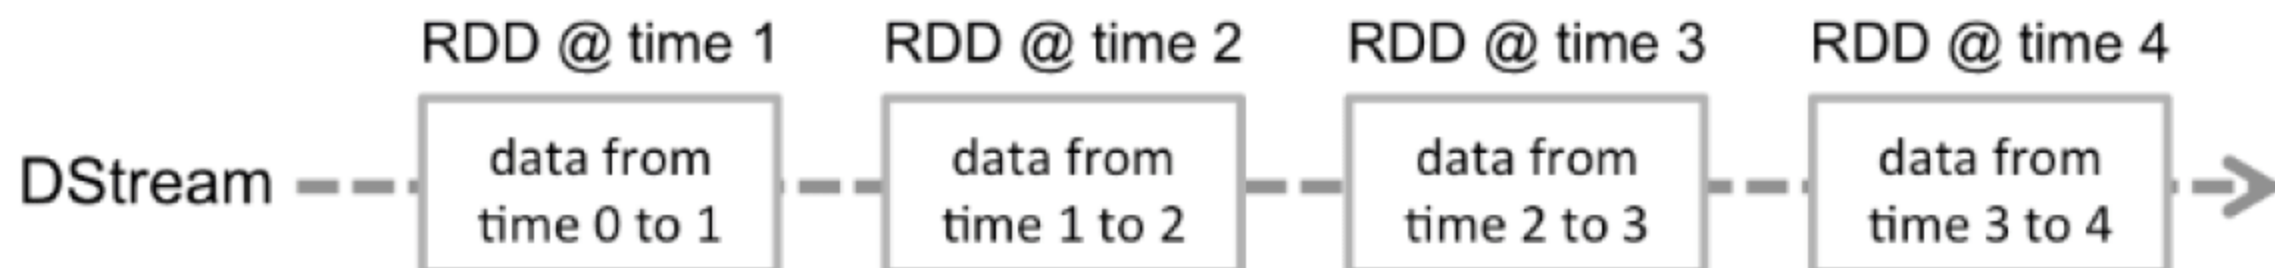 RDD @ time 1
RDD @ time 2
RDD @ time 3
RDD @ time 4
DStream
data from
time 0 to 1
data from
time 1 to 2
data from
time 2 to 3
data from
time 3 to 4